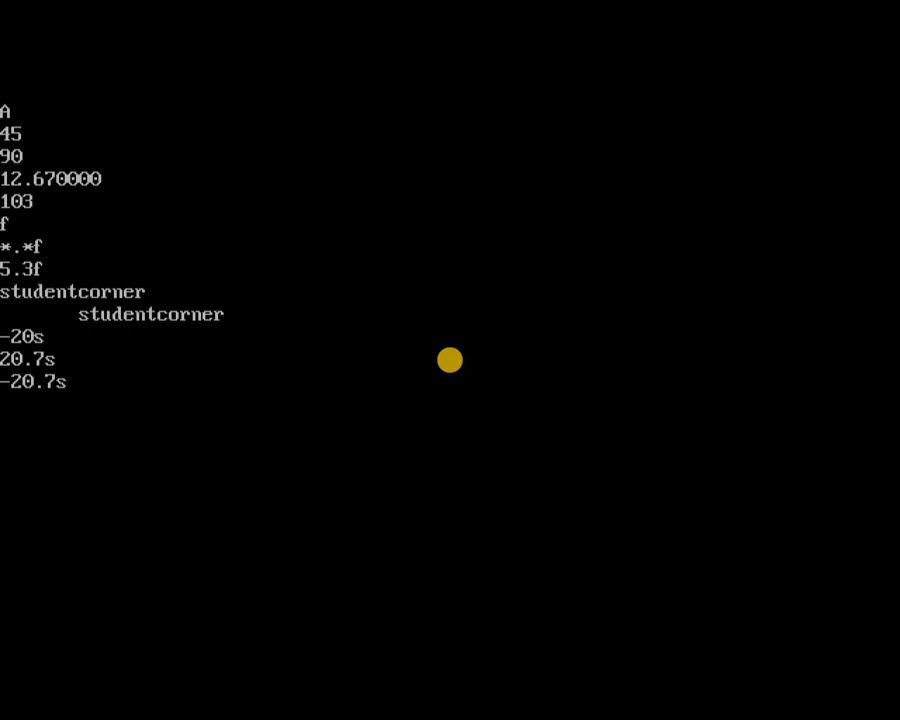 A
45
90
12.670000
103
f
*.*f
5.3f
studentcorner
studentcorner
-20s
20.7s
-20.7s